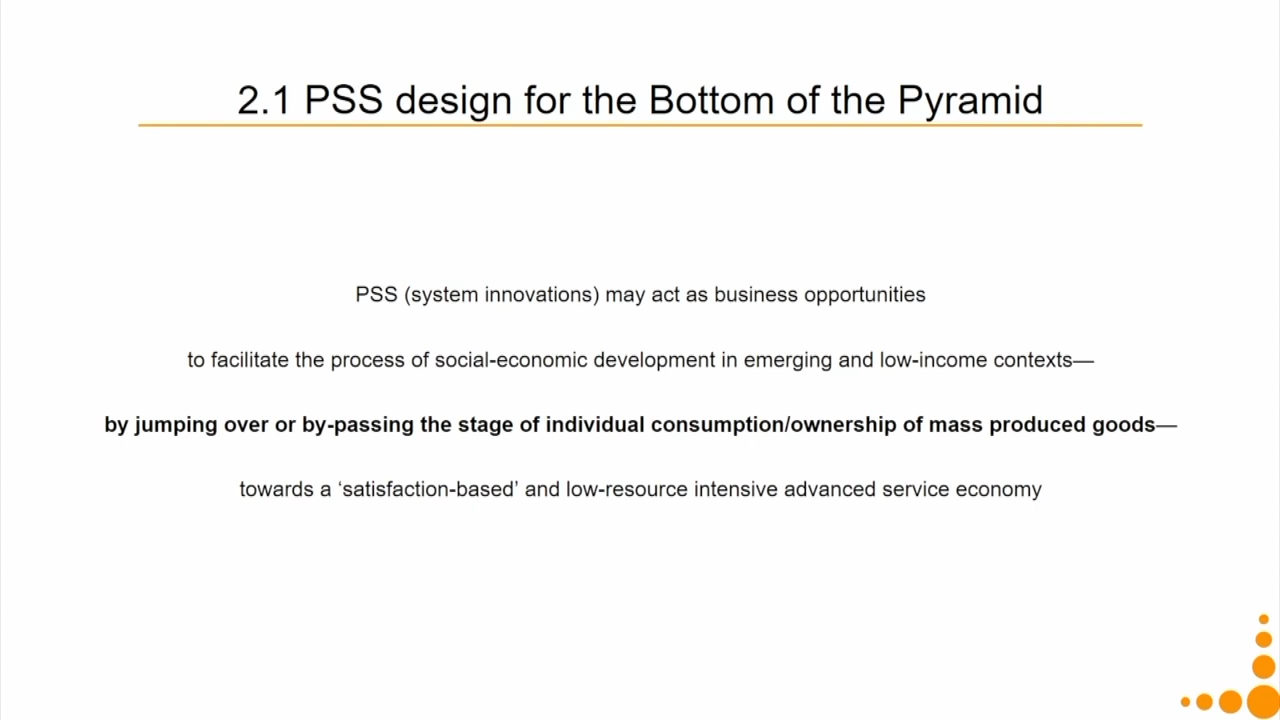 2.1 PSS design for the Bottom of the Pyramid
PSS (system innovations) may act as business opportunities
to facilitate the process of social-economic development in emerging and low-income contexts—
by jumping over or by-passing the stage of individual consumption/ownership of mass produced goods—
towards a ‘satisfaction-based’ and low-resource intensive advanced service economy